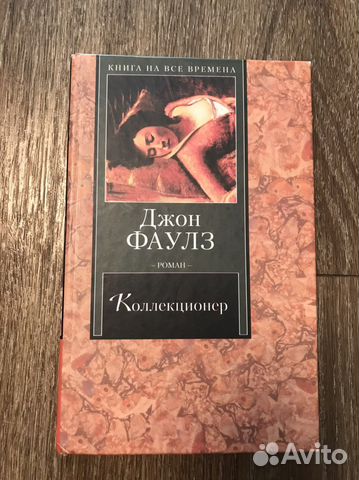 КНИГА НА ВСЕ ВРЕМЕНА
Джон
ФАУЛЗ
– РОМАН –
Коллекционер
Avito